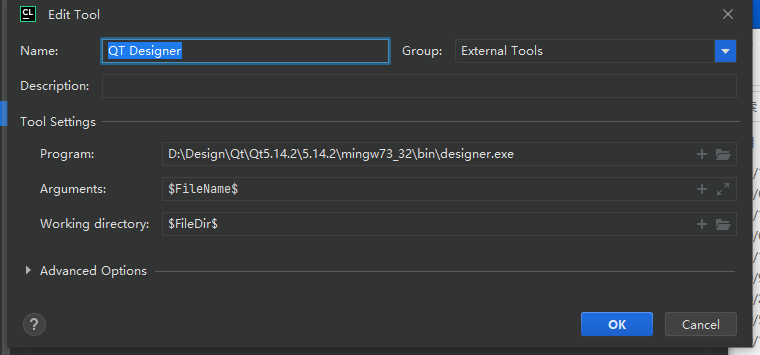 CL Edit Tool
Name: QT Designer Group: External Tools
Description:
Tool Settings
Program: D:\Design\Qt\Qt5.14.2\5.14.2\mingw73_32\bin\designer.exe
Arguments: $FileName$
Working directory: $FileDir$
Advanced Options
? OK Cancel